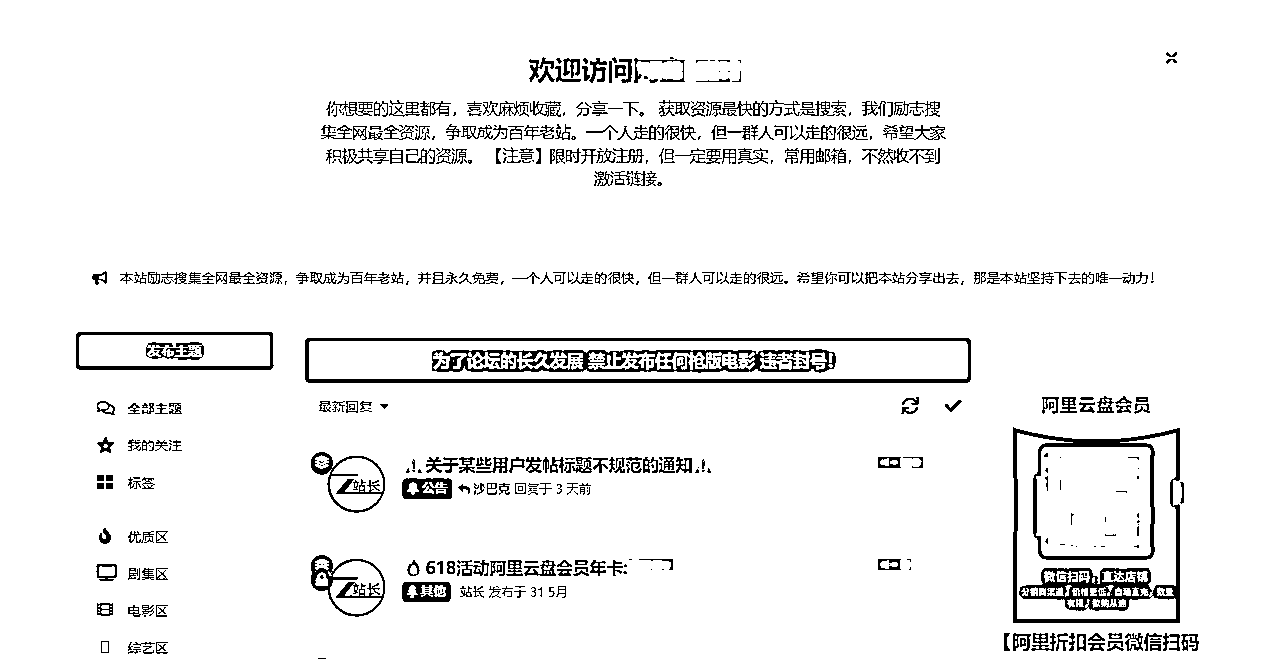 欢迎访问
你想要的这里都有，喜欢麻烦收藏，分享一下。 获取资源最快的方式是搜索，我们励志搜
集全网最全资源，争取成为百年老站。一个人走的很快，但一群人可以走的很远，希望大家
积极共享自己的资源。 【注意】限时开放注册，但一定要用真实，常用邮箱，不然收不到
激活链接。
本站励志搜集全网最全资源，争取成为百年老站，并且永久免费，一个人可以走的很快，但一群人可以走的很远。希望你可以把本站分享出去，那是本站坚持下去的唯一动力！
发布主题
为了论坛的长久发展 禁止发布任何抢版电影 违者封号！
全部主题
最新回复
阿里云盘会员
我的关注
关于某些用户发帖标题不规范的通知
站长
公告 沙巴克 回复于 3 天前
标签
优质区
618活动阿里云盘会员年卡:
剧集区
站长
其他 站长 发布于 31 5月
微信扫码，直达店铺
电影区
综艺区
【阿里折扣会员微信扫码